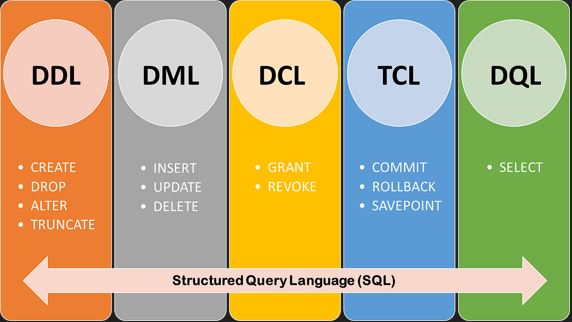 DDL
• CREATE
• DROP
• ALTER
• TRUNCATE
DML
• INSERT
• UPDATE
• DELETE
DCL
• GRANT
• REVOKE
TCL
• COMMIT
• ROLLBACK
• SAVEPOINT
DQL
• SELECT
Structured Query Language (SQL)